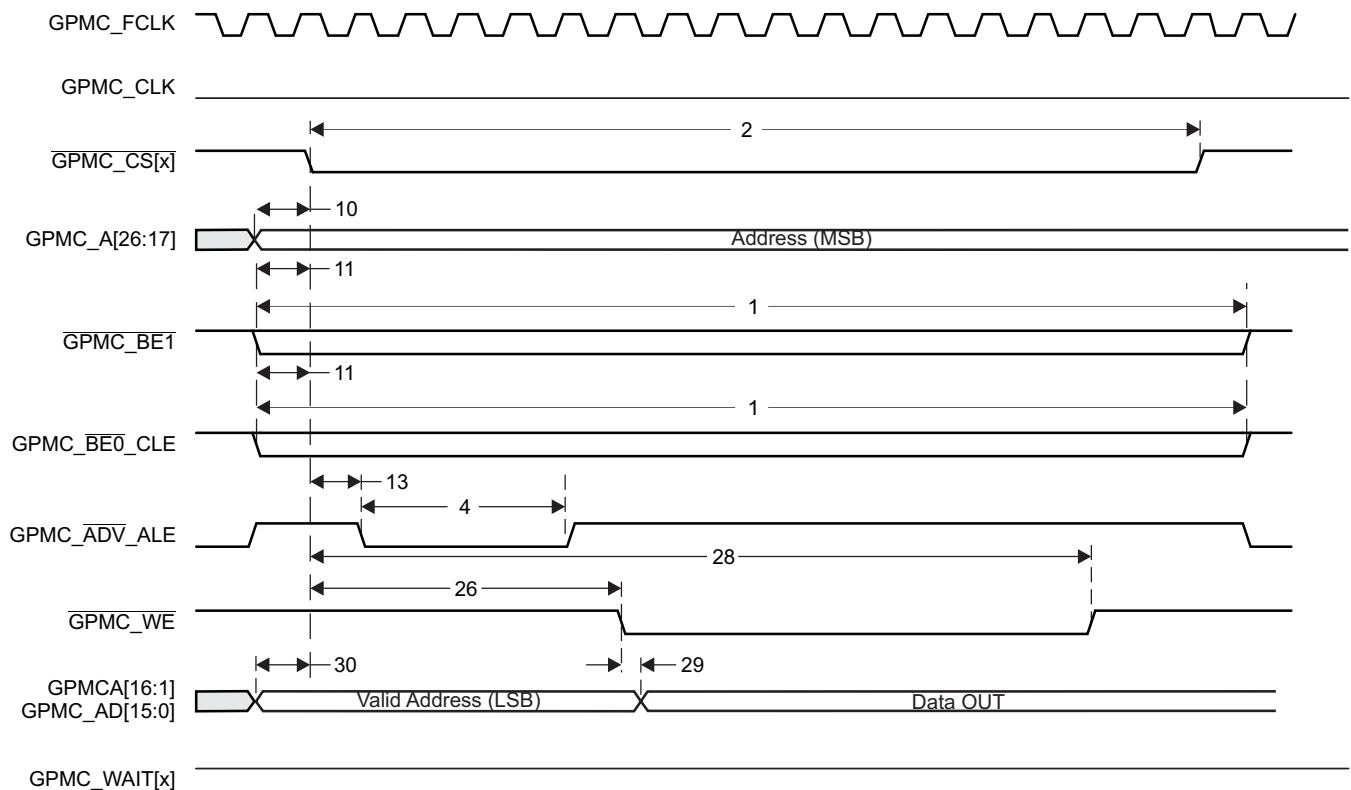 GPMC_FCLK
GPMC_CLK
2
GPMC_CS[x]
10
GPMC_A[26:17]
Address (MSB)
11
1
GPMC_BE1
11
1
GPMC_BE0_CLE
13
4
GPMC_ADV_ALE
28
26
GPMC_WE
30
29
GPMCA[16:1]
GPMC_AD[15:0]
Valid Address (LSB)
Data OUT
GPMC_WAIT[x]